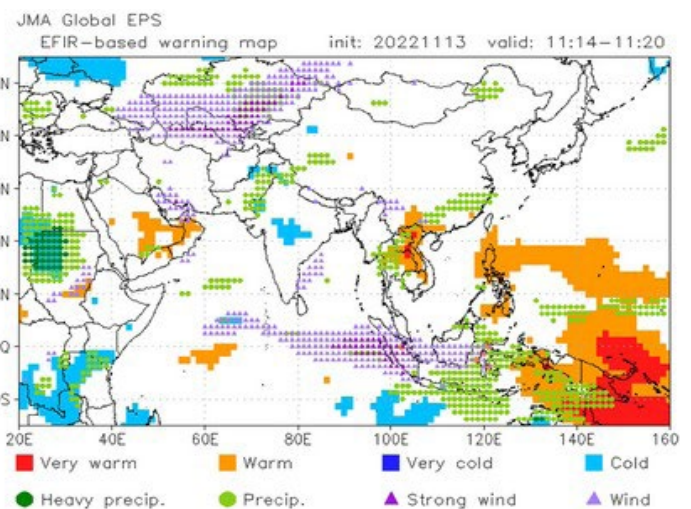 JMA Global EPS
EFIR-based warning map init: 20221113 valid: 11:14-11:20
N
N
N
N
N
Q
S
20E 40E 60E 80E 100E 120E 140E 160
Very warm Warm Very cold Cold
Heavy precip. Precip. Strong wind Wind